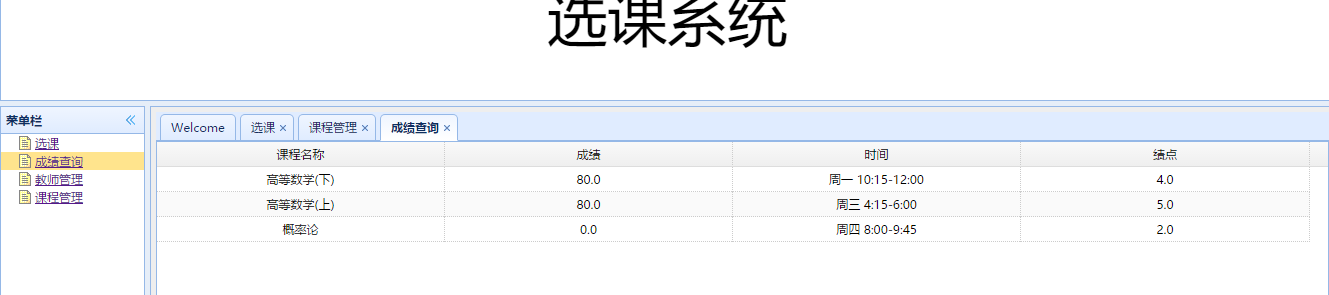 选课系统
菜单栏
选课
成绩查询
教师管理
课程管理
Welcome 选课 课程管理 成绩查询
课程名称 成绩 时间 绩点
高等数学(下) 80.0 周一 10:15-12:00 4.0
高等数学(上) 80.0 周三 4:15-6:00 5.0
概率论 0.0 周四 8:00-9:45 2.0